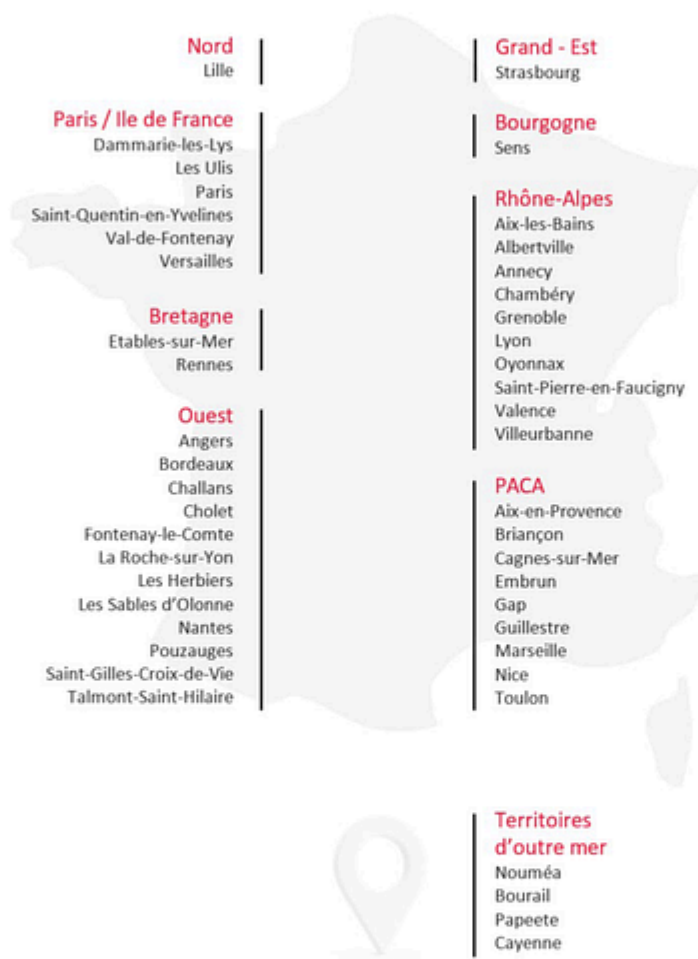 Nord
Lille
Paris / Ile de France
Dammarie-les-Lys
Les Ulis
Paris
Saint-Quentin-en-Yvelines
Val-de-Fontenay
Versailles
Bretagne
Etables-sur-Mer
Rennes
Ouest
Angers
Bordeaux
Challans
Cholet
Fontenay-le-Comte
La Roche-sur-Yon
Les Herbiers
Les Sables d’Olonne
Nantes
Pouzauges
Saint-Gilles-Croix-de-Vie
Talmont-Saint-Hilaire
Grand - Est
Strasbourg
Bourgogne
Sens
Rhône-Alpes
Aix-les-Bains
Albertville
Annecy
Chambéry
Grenoble
Lyon
Oyonnax
Saint-Pierre-en-Faucigny
Valence
Villeurbanne
PACA
Aix-en-Provence
Briançon
Cagnes-sur-Mer
Embrun
Gap
Guillestre
Marseille
Nice
Toulon
Territoires
d’outre mer
Nouméa
Bourail
Papeete
Cayenne